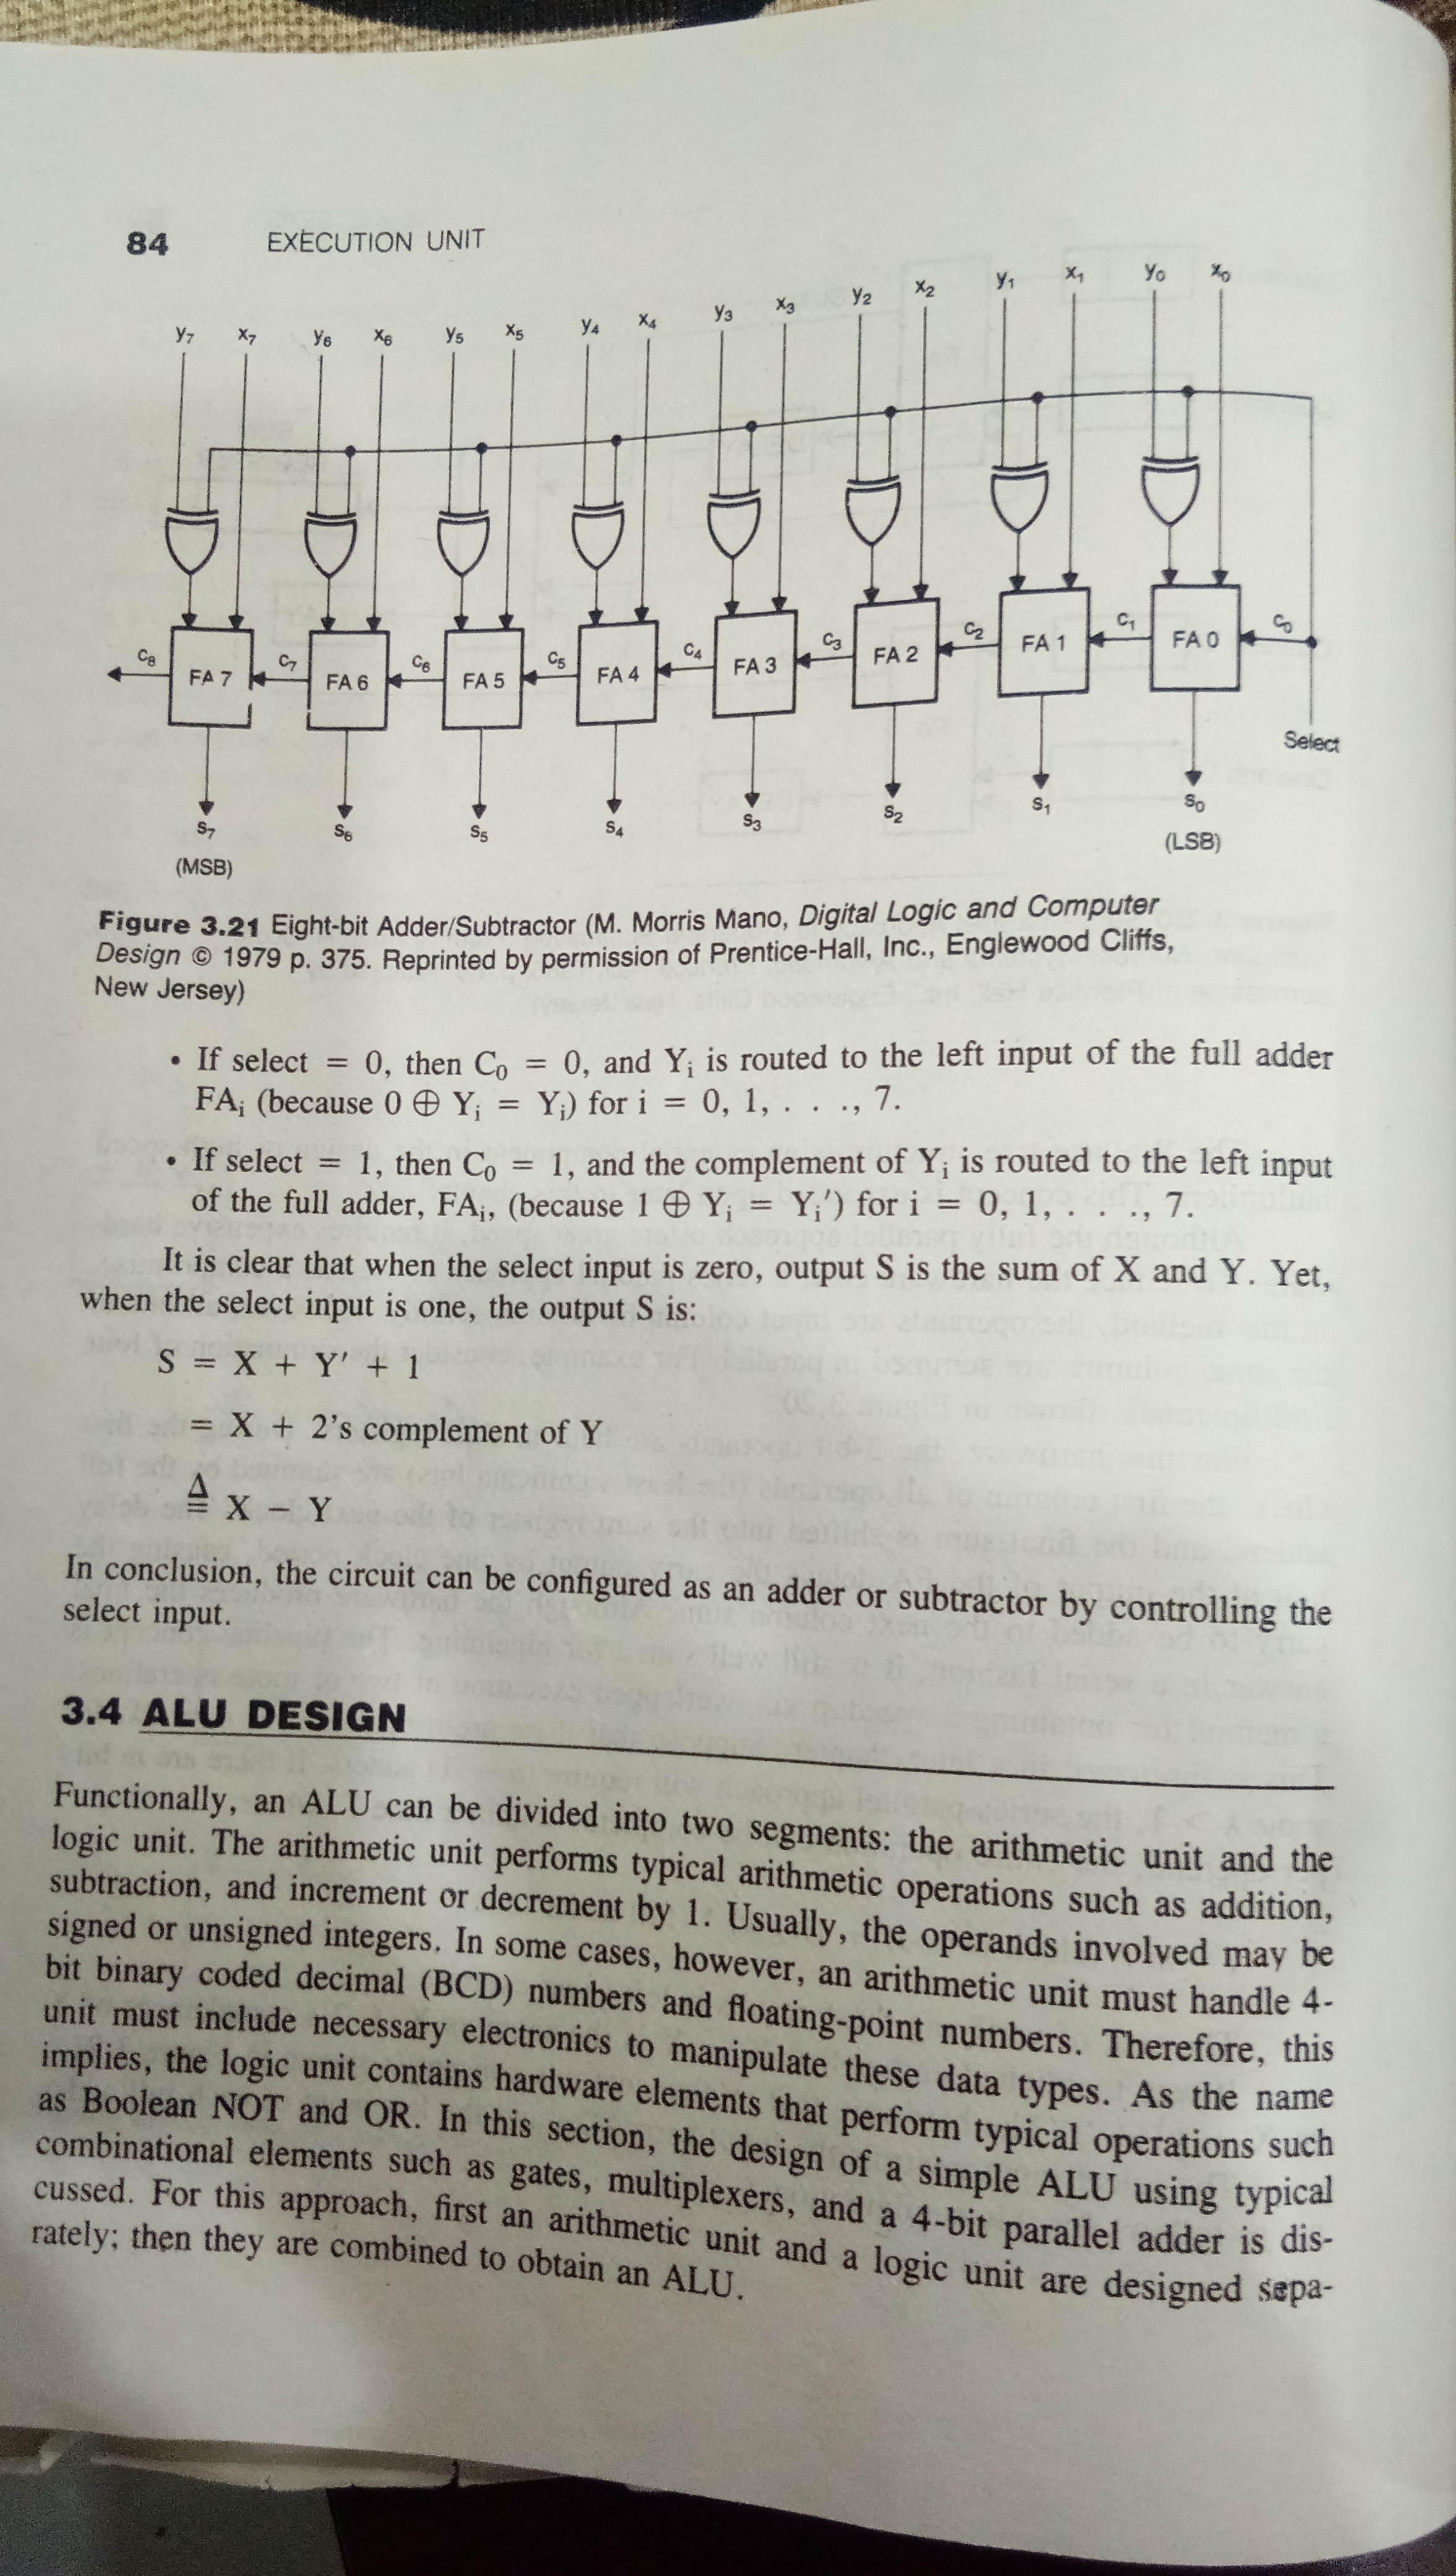 84 EXECUTION UNIT
y₇ x₇ y₆ x₆ y₅ x₅ y₄ x₄ y₃ x₃ y₂ x₂ y₁ x₁ y₀ x₀
C₈ FA 7 C₇ FA 6 C₆ FA 5 C₅ FA 4 C₄ FA 3 C₃ FA 2 C₂ FA 1 C₁ FA 0 C₀
Select
S₇ S₆ S₅ S₄ S₃ S₂ S₁ S₀
(MSB) (LSB)
Figure 3.21 Eight-bit Adder/Subtractor (M. Morris Mano, Digital Logic and Computer
Design © 1979 p. 375. Reprinted by permission of Prentice-Hall, Inc., Englewood Cliffs,
New Jersey)
• If select = 0, then C₀ = 0, and Yᵢ is routed to the left input of the full adder
FAᵢ (because 0 ⊕ Yᵢ = Yᵢ) for i = 0, 1, . . ., 7.
• If select = 1, then C₀ = 1, and the complement of Yᵢ is routed to the left input
of the full adder, FAᵢ, (because 1 ⊕ Yᵢ = Yᵢ′) for i = 0, 1, . . ., 7.
It is clear that when the select input is zero, output S is the sum of X and Y. Yet,
when the select input is one, the output S is:
S = X + Y′ + 1
= X + 2's complement of Y
≜ X − Y
In conclusion, the circuit can be configured as an adder or subtractor by controlling the
select input.
3.4 ALU DESIGN
Functionally, an ALU can be divided into two segments: the arithmetic unit and the
logic unit. The arithmetic unit performs typical arithmetic operations such as addition,
subtraction, and increment or decrement by 1. Usually, the operands involved may be
signed or unsigned integers. In some cases, however, an arithmetic unit must handle 4-
bit binary coded decimal (BCD) numbers and floating-point numbers. Therefore, this
unit must include necessary electronics to manipulate these data types. As the name
implies, the logic unit contains hardware elements that perform typical operations such
as Boolean NOT and OR. In this section, the design of a simple ALU using typical
combinational elements such as gates, multiplexers, and a 4-bit parallel adder is dis-
cussed. For this approach, first an arithmetic unit and a logic unit are designed sepa-
rately; then they are combined to obtain an ALU.